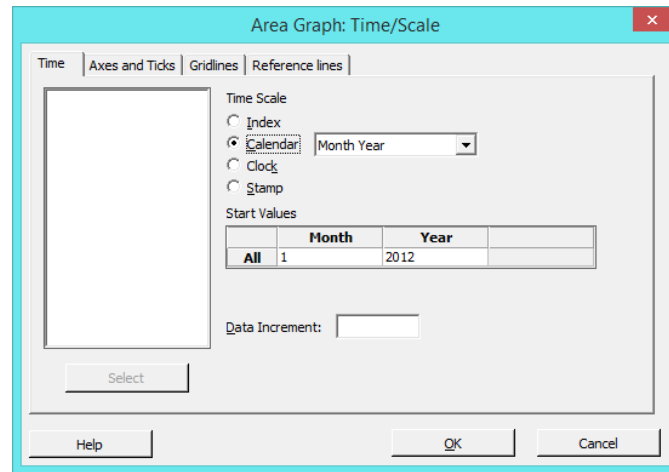 Area Graph: Time/Scale
Time Axes and Ticks Gridlines Reference lines
Time Scale
Index
Calendar Month Year
Clock
Stamp
Start Values
Month Year
All 1 2012
Data Increment:
Select
Help OK Cancel